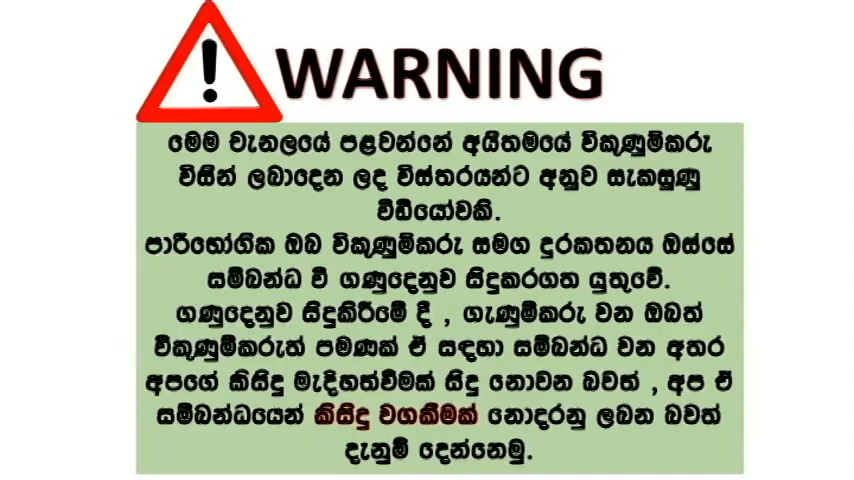 !
WARNING
මෙම චැනලයේ පළවන්නේ අයිතමයේ විකුණුම්කරු
විසින් ලබාදෙන ලද විස්තරයන්ට අනුව සැකසුණු
වීඩියෝවකි.
පාරිභෝගික ඔබ විකුණුම්කරු සමග දුරකතනය ඔස්සේ
සම්බන්ධ වී ගණුදෙනුව සිදුකරගත යුතුවේ.
ගණුදෙනුව සිදුකිරීමේ දී , ගැණුම්කරු වන ඔබත්
විකුණුම්කරුත් පමණක් ඒ සඳහා සම්බන්ධ වන අතර
අපගේ කිසිදු මැදිහත්වීමක් සිදු නොවන බවත් , අප ඒ
සම්බන්ධයෙන් කිසිදු වගකීමක් නොදරනු ලබන බවත්
දැනුම් දෙන්නෙමු.